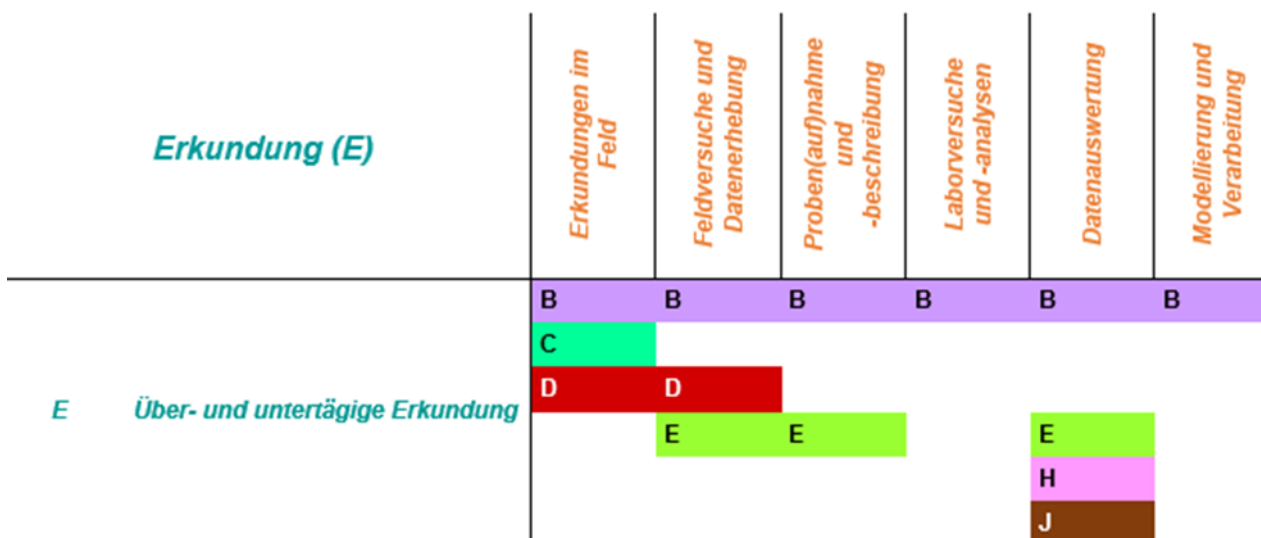 Erkundung (E)
Erkundungen im
Feld
Feldversuche und
Datenerhebung
Proben(auf)nahme
und
-beschreibung
Laborversuche
und -analysen
Datenauswertung
Modellierung und
Verarbeitung
B B B B B B
C
D D
E Über- und untertägige Erkundung
E E E
H
J